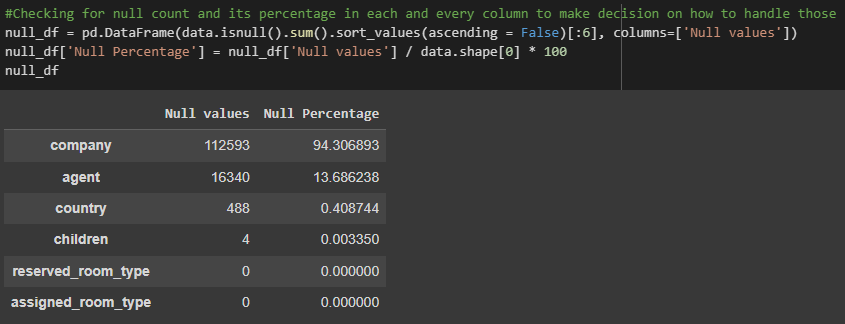 #Checking for null count and its percentage in each and every column to make decision on how to handle those
null_df = pd.DataFrame(data.isnull().sum().sort_values(ascending = False)[:6], columns=['Null values'])
null_df['Null Percentage'] = null_df['Null values'] / data.shape[0] * 100
null_df
Null values Null Percentage
company 112593 94.306893
agent 16340 13.686238
country 488 0.408744
children 4 0.003350
reserved_room_type 0 0.000000
assigned_room_type 0 0.000000